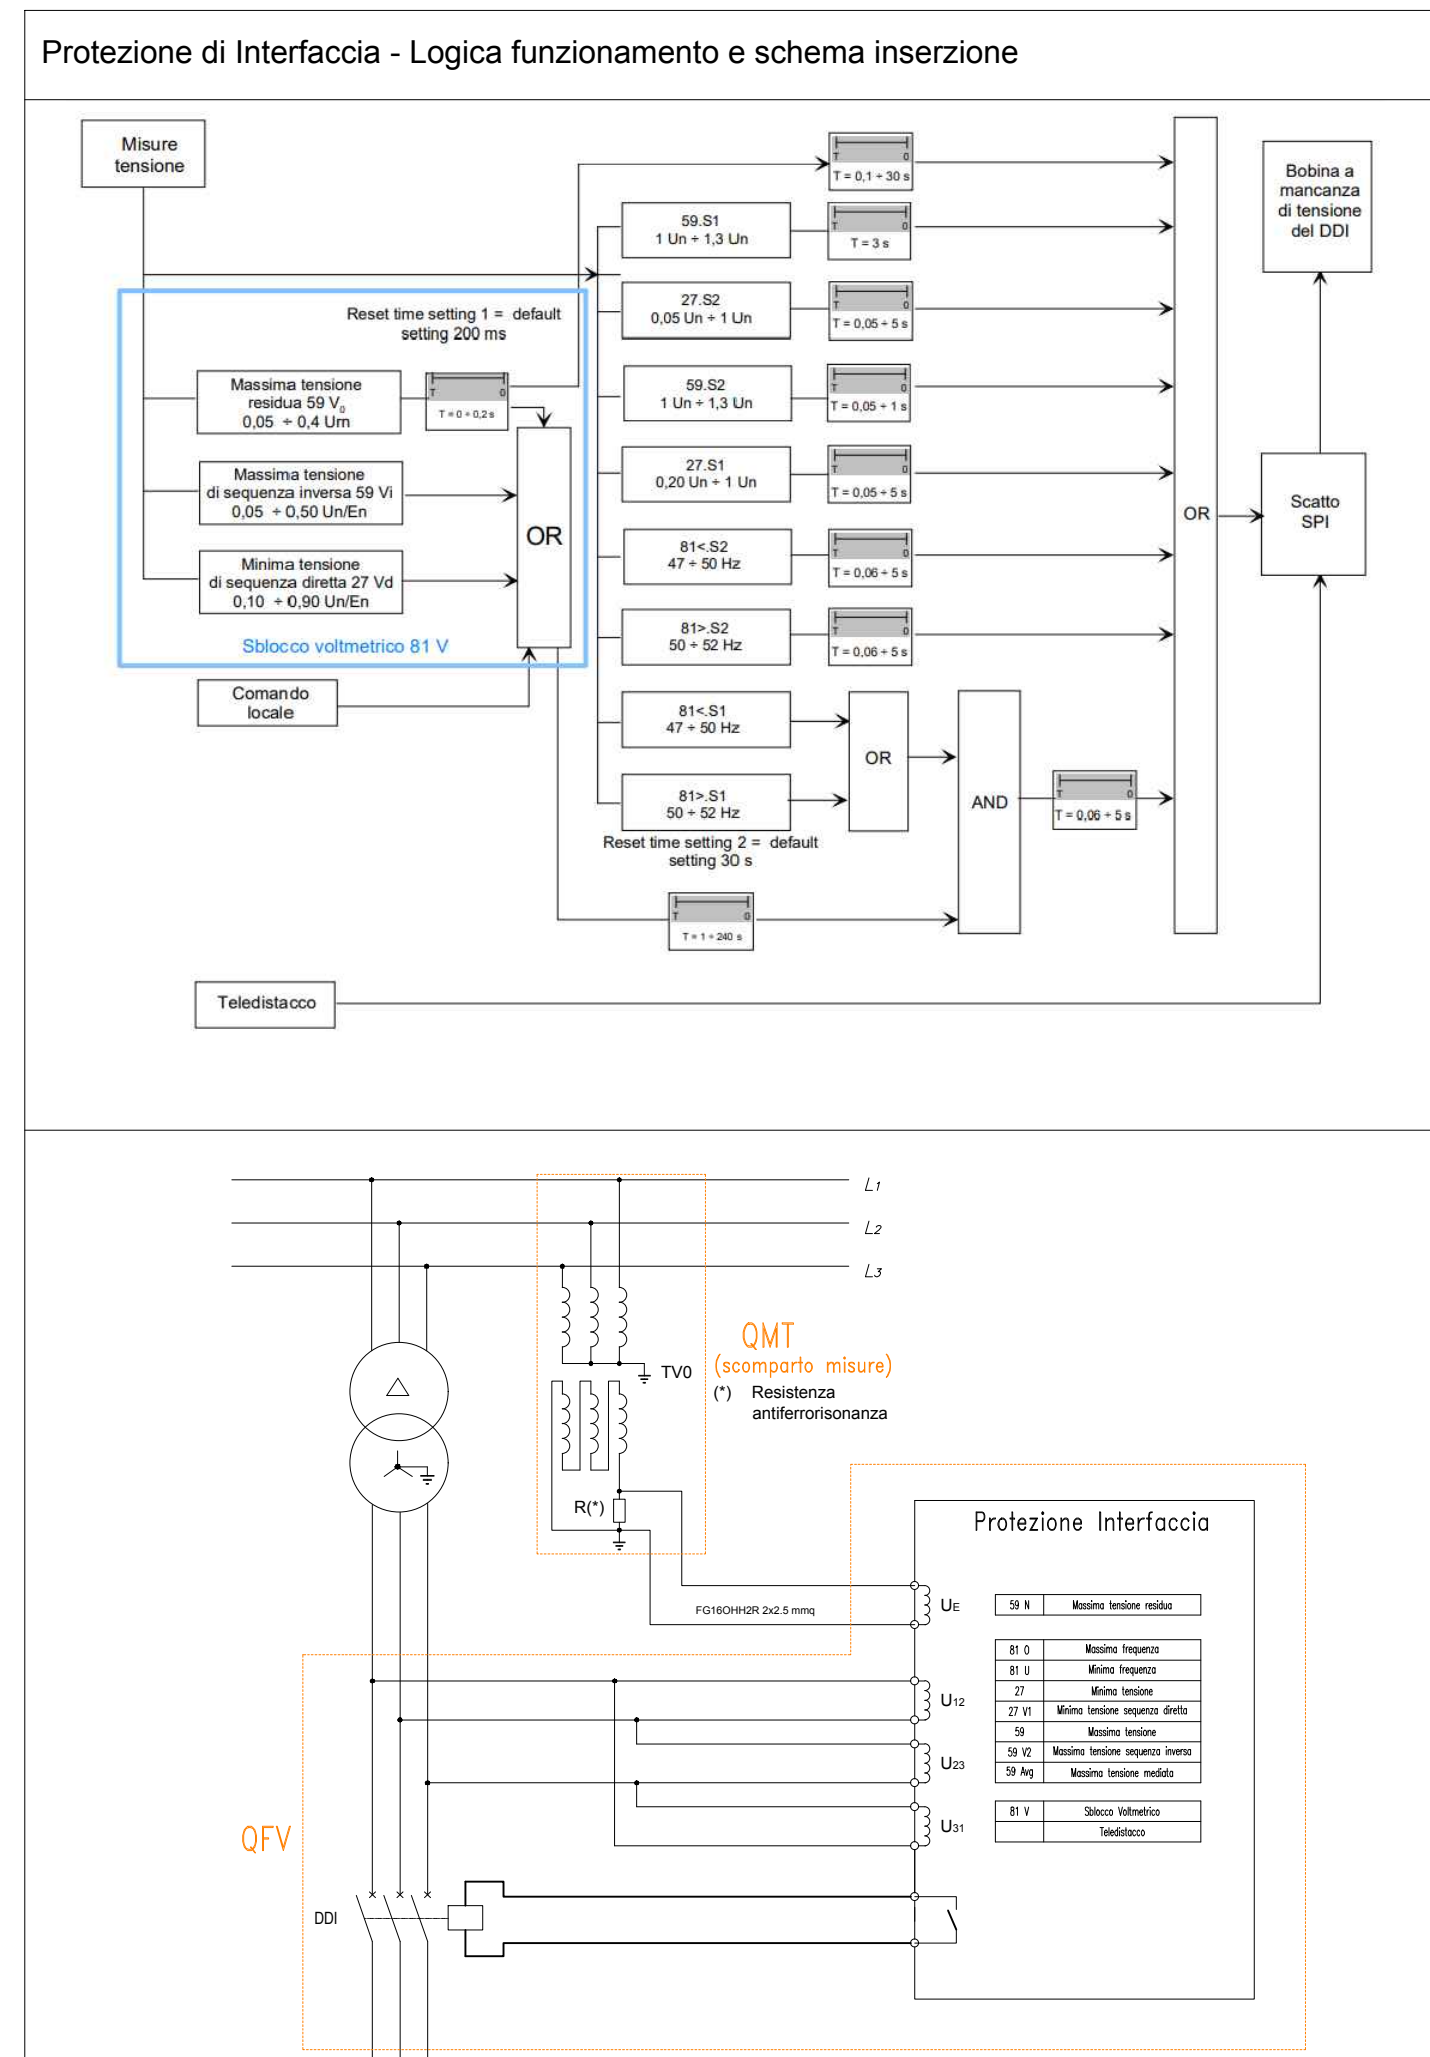 Protezione di Interfaccia - Logica funzionamento e schema inserzione
Misure
tensione
T 0
T = 0,1 ÷ 30 s
Bobina a
mancanza
di tensione
del DDI
59.S1
1 Un ÷ 1,3 Un
T 0
T = 3 s
27.S2
0,05 Un ÷ 1 Un
T 0
T = 0,05 ÷ 5 s
Reset time setting 1 = default
setting 200 ms
Massima tensione
residua 59 V0
0,05 ÷ 0,4 Urn
T 0
T = 0 ÷ 0,2 s
59.S2
1 Un ÷ 1,3 Un
T 0
T = 0,05 ÷ 1 s
Massima tensione
di sequenza inversa 59 Vi
0,05 ÷ 0,50 Un/En
27.S1
0,20 Un ÷ 1 Un
T 0
T = 0,05 ÷ 5 s
OR
OR
Scatto
SPI
Minima tensione
di sequenza diretta 27 Vd
0,10 ÷ 0,90 Un/En
81<.S2
47 ÷ 50 Hz
T 0
T = 0,06 ÷ 5 s
Sblocco voltmetrico 81 V
81>.S2
50 ÷ 52 Hz
T 0
T = 0,06 ÷ 5 s
Comando
locale
81<.S1
47 ÷ 50 Hz
OR
AND
81>.S1
50 ÷ 52 Hz
T 0
T = 0,06 ÷ 5 s
Reset time setting 2 = default
setting 30 s
T 0
T = 1 ÷ 240 s
Teledistacco
L1
L2
L3
TV0
QMT
(scomparto misure)
(*) Resistenza
antiferrorisonanza
R(*)
Protezione Interfaccia
FG16OHH2R 2x2.5 mmq
UE
59 N Massima tensione residua
81 O Massima frequenza
81 U Minima frequenza
27 Minima tensione
27 V1 Minima tensione sequenza diretta
59 Massima tensione
59 V2 Massima tensione sequenza inversa
59 Avg Massima tensione mediata
81 V Sblocco Voltmetrico
Teledistacco
U12
U23
U31
QFV
DDI